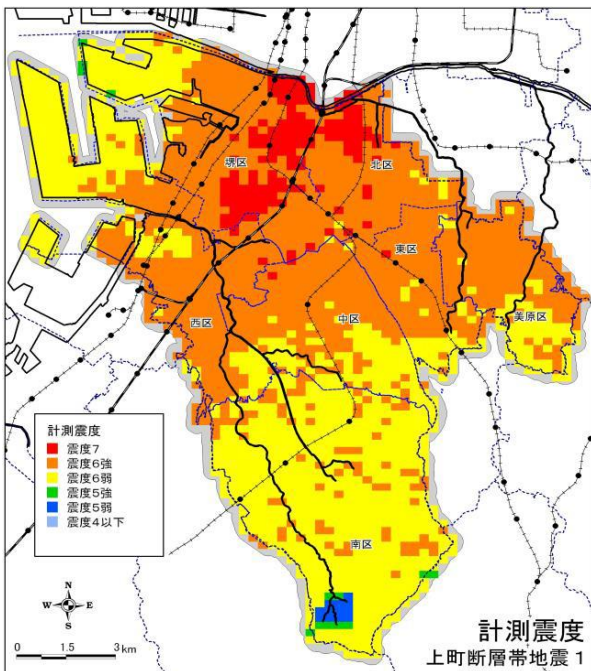 堺区
北区
東区
西区
中区
美原区
南区
計測震度
震度7
震度6強
震度6弱
震度5強
震度5弱
震度4以下
N
W E
S
0 1.5 3 km
計測震度
上町断層帯地震 1